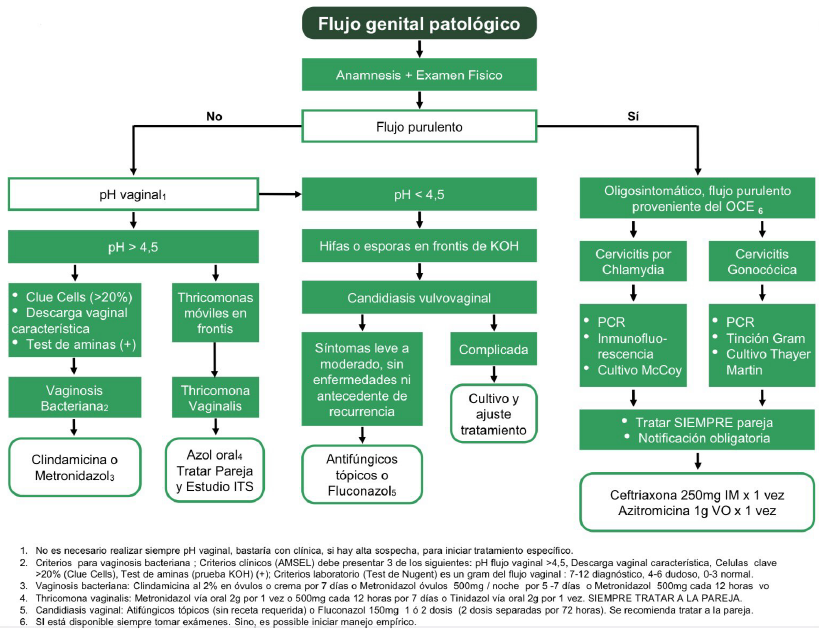 Flujo genital patológico
Anamnesis + Examen Fisico
No
Sí
Flujo purulento
pH vaginal1
pH < 4,5
Oligosintomático, flujo purulento
proveniente del OCE 6
pH > 4,5
Hifas o esporas en frontis de KOH
Cervicitis por
Chlamydia
Cervicitis
Gonocócica
• Clue Cells (>20%)
• Descarga vaginal
característica
• Test de aminas (+)
Thricomonas
móviles en
frontis
Candidiasis vulvovaginal
• PCR
• Inmunofluo-
rescencia
• Cultivo McCoy
• PCR
• Tinción Gram
• Cultivo Thayer
Martin
Síntomas leve a
moderado, sin
enfermedades ni
antecedente de
recurrencia
Complicada
Vaginosis
Bacteriana2
Thricomona
Vaginalis
Cultivo y
ajuste
tratamiento
• Tratar SIEMPRE pareja
• Notificación obligatoria
Clindamicina o
Metronidazol3
Azol oral4
Tratar Pareja
y Estudio ITS
Antifúngicos
tópicos o
Fluconazol5
Ceftriaxona 250mg IM x 1 vez
Azitromicina 1g VO x 1 vez
1. No es necesario realizar siempre pH vaginal, bastaría con clínica, si hay alta sospecha, para iniciar tratamiento específico.
2. Criterios para vaginosis bacteriana ; Criterios clínicos (AMSEL) debe presentar 3 de los siguientes: pH flujo vaginal >4,5, Descarga vaginal característica, Celulas clave
>20% (Clue Cells), Test de aminas (prueba KOH) (+); Criterios laboratorio (Test de Nugent) es un gram del flujo vaginal : 7-12 diagnóstico, 4-6 dudoso, 0-3 normal.
3. Vaginosis bacteriana: Clindamicina al 2% en óvulos o crema por 7 días o Metronidazol óvulos 500mg / noche por 5 -7 días o Metronidazol 500mg cada 12 horas vo
4. Thricomona vaginalis: Metronidazol vía oral 2g por 1 vez o 500mg cada 12 horas por 7 días o Tinidazol vía oral 2g por 1 vez. SIEMPRE TRATAR A LA PAREJA.
5. Candidiasis vaginal: Atifúngicos tópicos (sin receta requerida) o Fluconazol 150mg 1 ó 2 dosis (2 dosis separadas por 72 horas). Se recomienda tratar a la pareja.
6. SI está disponible siempre tomar exámenes. Sino, es possible iniciar manejo empírico.